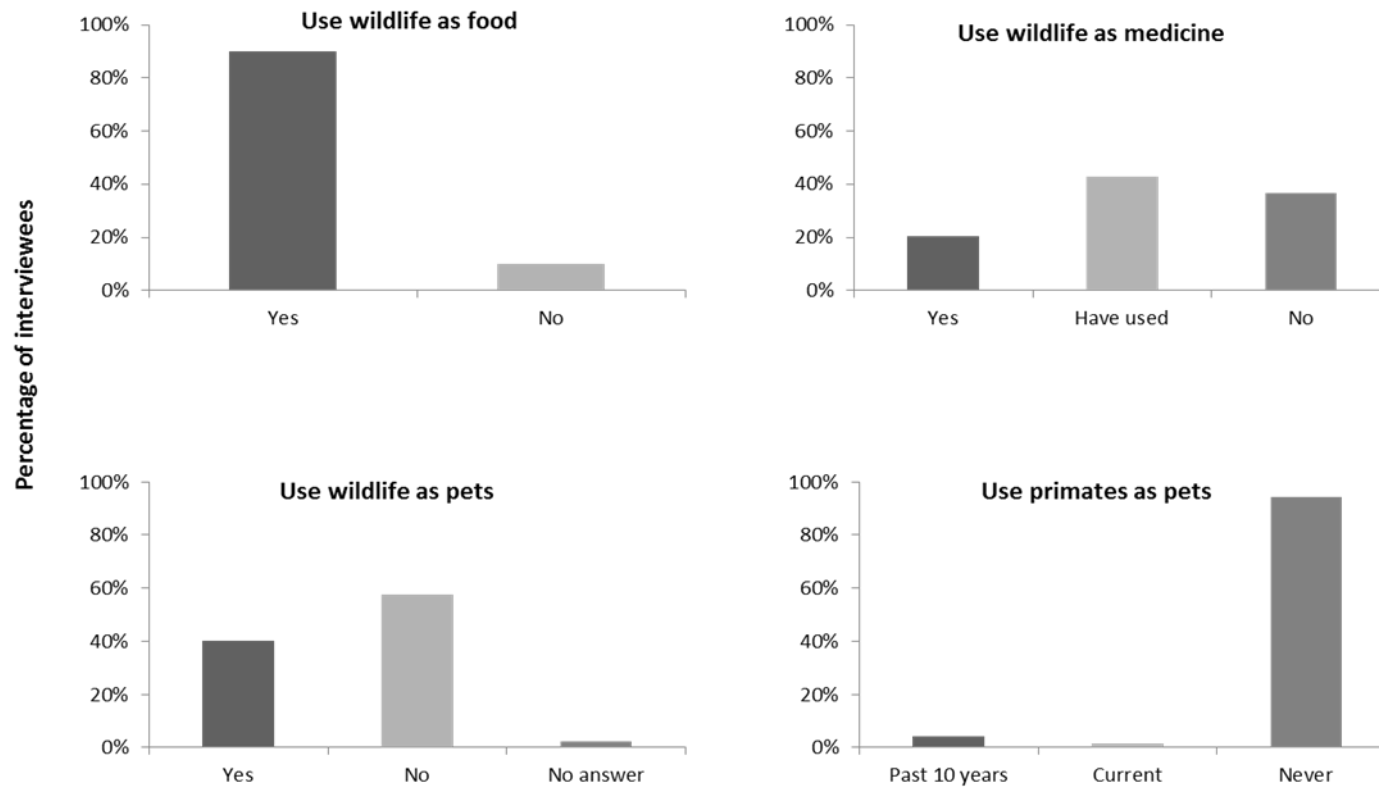 Percentage of interviewees
Use wildlife as food
100%
80%
60%
40%
20%
0%
Yes No
Use wildlife as medicine
100%
80%
60%
40%
20%
0%
Yes Have used No
Use wildlife as pets
100%
80%
60%
40%
20%
0%
Yes No No answer
Use primates as pets
100%
80%
60%
40%
20%
0%
Past 10 years Current Never